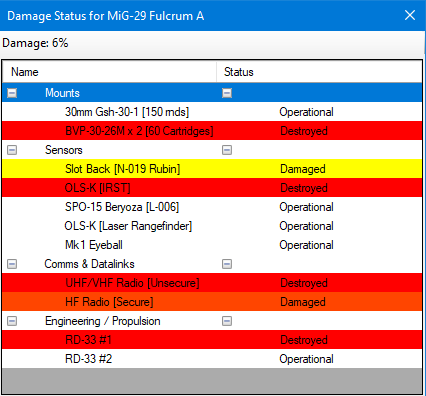 Damage Status for MiG-29 Fulcrum A
Damage: 6%
Name Status
Mounts
30mm Gsh-30-1 [150 rnds] Operational
BVP-30-26M x 2 [60 Cartridges] Destroyed
Sensors
Slot Back [N-019 Rubin] Damaged
OLS-K [IRST] Destroyed
SPO-15 Beryoza [L-006] Operational
OLS-K [Laser Rangefinder] Operational
Mk1 Eyeball Operational
Comms & Datalinks
UHF/VHF Radio [Unsecure] Destroyed
HF Radio [Secure] Damaged
Engineering / Propulsion
RD-33 #1 Destroyed
RD-33 #2 Operational